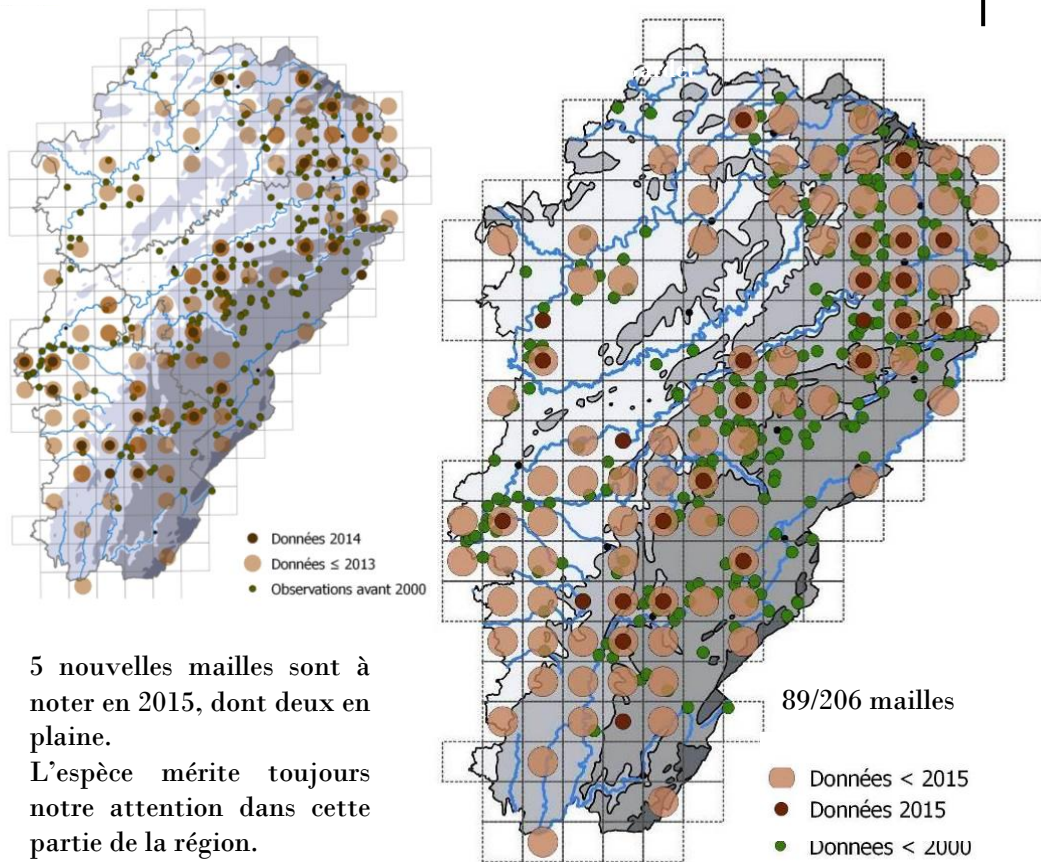 Données 2014
Données ≤ 2013
Observations avant 2000
5 nouvelles mailles sont à
noter en 2015, dont deux en
plaine.
L'espèce mérite toujours
notre attention dans cette
partie de la région.
89/206 mailles
Données < 2015
Données 2015
Données < 2000